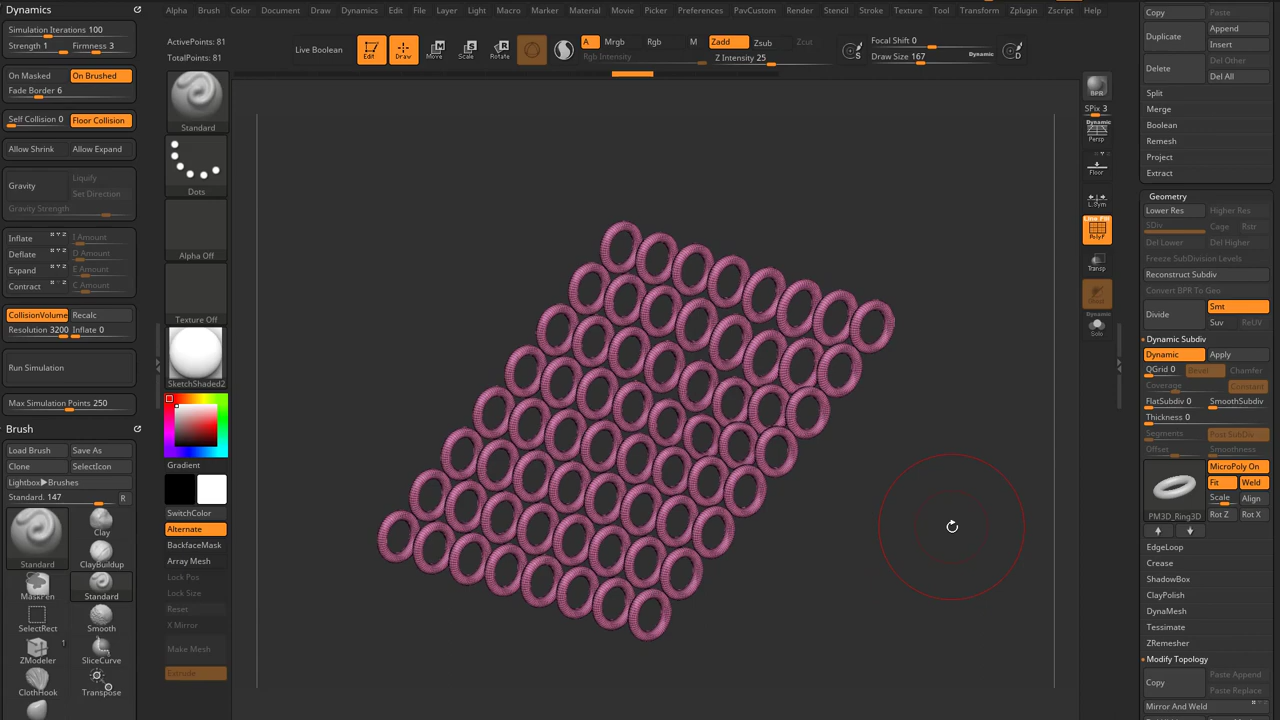 Alpha Brush Color Document Draw Dynamics Edit File Layer Light Macro Marker Material Movie Picker Preferences PavCustom Render Stencil Stroke Texture Tool Transform Zplugin Zscript Help
Dynamics
Simulation Iterations 100
Strength 1 Firmness 3
On Masked On Brushed
Fade Border 6
Self Collision 0 Floor Collision
Allow Shrink Allow Expand
Gravity Liquify
Set Direction
Gravity Strength
Inflate I Amount
Deflate D Amount
Expand E Amount
Contract C Amount
CollisionVolume Recalc
Resolution 3200 Inflate 0
Run Simulation
Max Simulation Points 250
Brush
Load Brush Save As
Clone SelectIcon
Lightbox▶Brushes
Standard. 147 R
Standard
Clay
ClayBuildup
MaskPen
Standard
SelectRect
Smooth
1
ZModeler
SliceCurve
ClothHook
Transpose
ActivePoints: 81
TotalPoints: 81
Live Boolean
Edit
Draw
Move
Scale
Rotate
A Mrgb Rgb M
Rgb Intensity
Zadd Zsub Zcut
Z Intensity 25
S
Focal Shift 0
Draw Size 167 Dynamic
D
Standard
Dots
Alpha Off
Texture Off
SketchShaded2
Gradient
SwitchColor
Alternate
BackfaceMask
Array Mesh
Lock Pos
Lock Size
Reset
X Mirror
Make Mesh
Extrude
BPR
SPix 3
Dynamic
Persp
Floor
L.Sym
Line Fill
PolyF
Transp
Ghost
Dynamic
Solo
Copy Paste
Duplicate Append
Insert
Delete Del Other
Del All
Split
Merge
Boolean
Remesh
Project
Extract
Geometry
Lower Res Higher Res
SDiv Cage Rstr
Del Lower Del Higher
Freeze SubDivision Levels
Reconstruct Subdiv
Convert BPR To Geo
Divide Smt
Suv ReUV
Dynamic Subdiv
Dynamic Apply
QGrid 0 Bevel Chamfer
Coverage Constant
FlatSubdiv 0 SmoothSubdiv
Thickness 0
Segments Post SubDiv
Offset Smoothness
MicroPoly On
Fit Weld
Scale Align
PM3D_Ring3D Rot Z Rot X
EdgeLoop
Crease
ShadowBox
ClayPolish
DynaMesh
Tessimate
ZRemesher
Modify Topology
Copy Paste Append
Paste Replace
Mirror And Weld